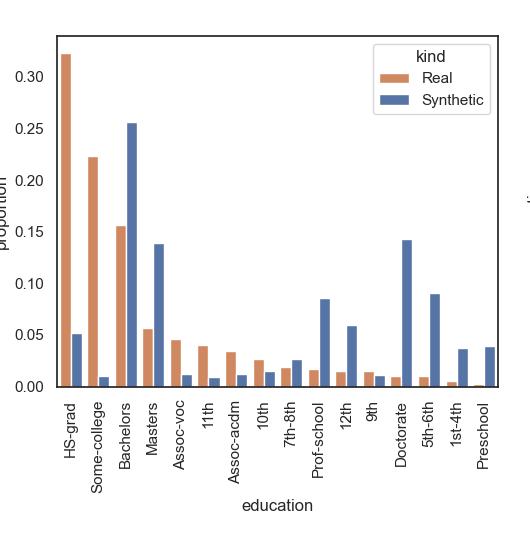 kind
Real
Synthetic
0.30
0.25
0.20
0.15
0.10
0.05
0.00
proportion
HS-grad
Some-college
Bachelors
Masters
Assoc-voc
11th
Assoc-acdm
10th
7th-8th
Prof-school
12th
9th
Doctorate
5th-6th
1st-4th
Preschool
education